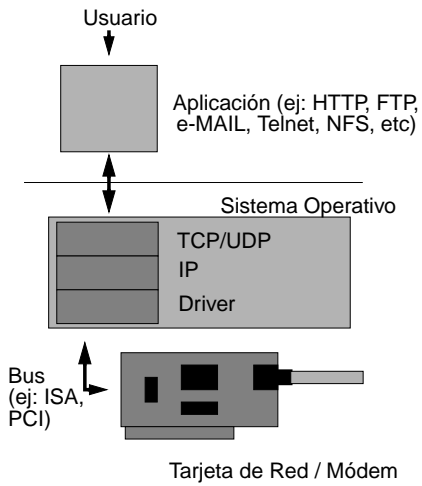 Usuario
Aplicación (ej: HTTP, FTP,
e-MAIL, Telnet, NFS, etc)
Sistema Operativo
TCP/UDP
IP
Driver
Bus
(ej: ISA,
PCI)
Tarjeta de Red / Módem